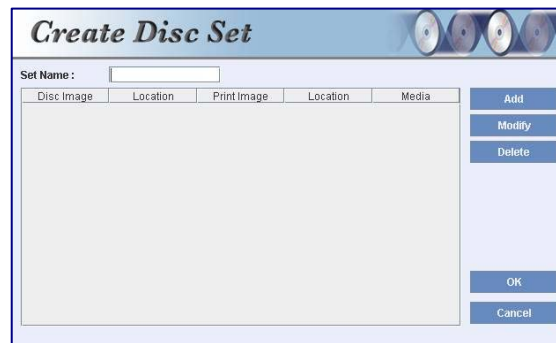 Create Disc Set
Set Name :
Disc Image Location Print Image Location Media
Add
Modify
Delete
OK
Cancel